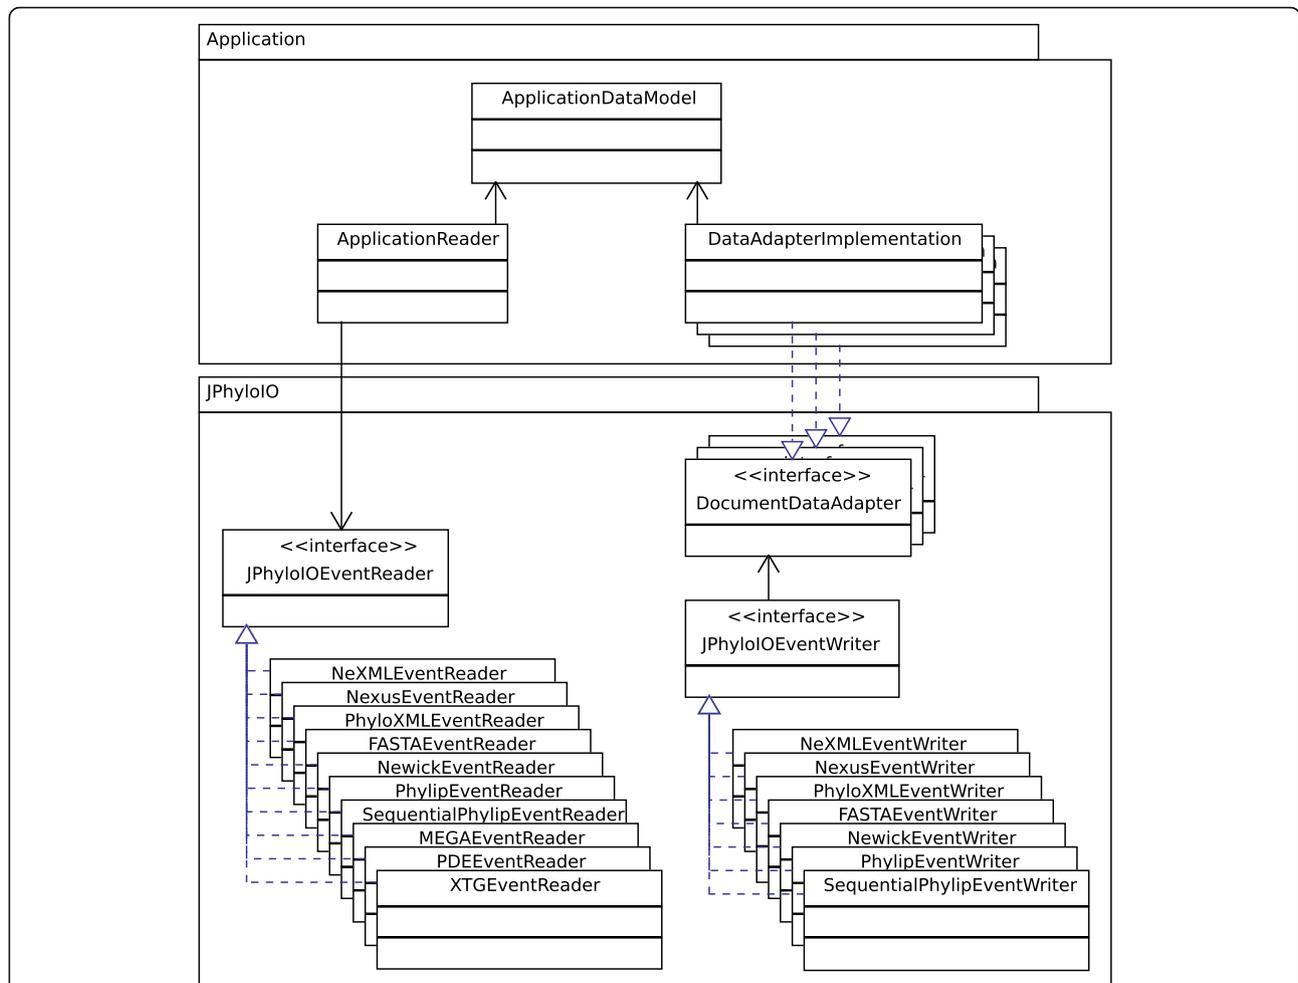 Application
ApplicationDataModel
ApplicationReader
DataAdapterImplementation
JPhyloIO
<<interface>>
DocumentDataAdapter
<<interface>>
JPhyloIOEventReader
<<interface>>
JPhyloIOEventWriter
NeXMLEventReader
NexusEventReader
PhyloXMLEventReader
FASTAEventReader
NewickEventReader
PhylipEventReader
SequentialPhylipEventReader
MEGAEventReader
PDEEventReader
XTGEventReader
NeXMLEventWriter
NexusEventWriter
PhyloXMLEventWriter
FASTAEventWriter
NewickEventWriter
PhylipEventWriter
SequentialPhylipEventWriter